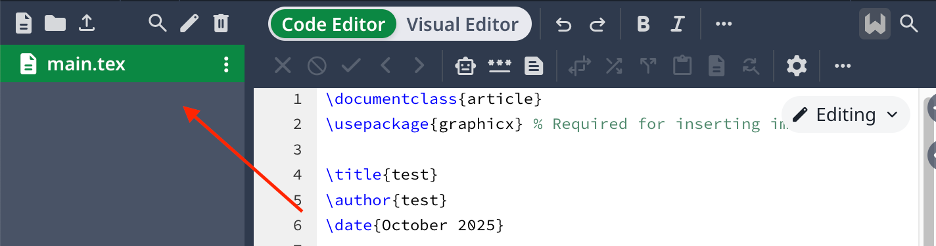 Code Editor Visual Editor B I ...
main.tex
1 \documentclass{article}
Editing
2 \usepackage{graphicx} % Required for inserting
3
4 \title{test}
5 \author{test}
6 \date{October 2025}